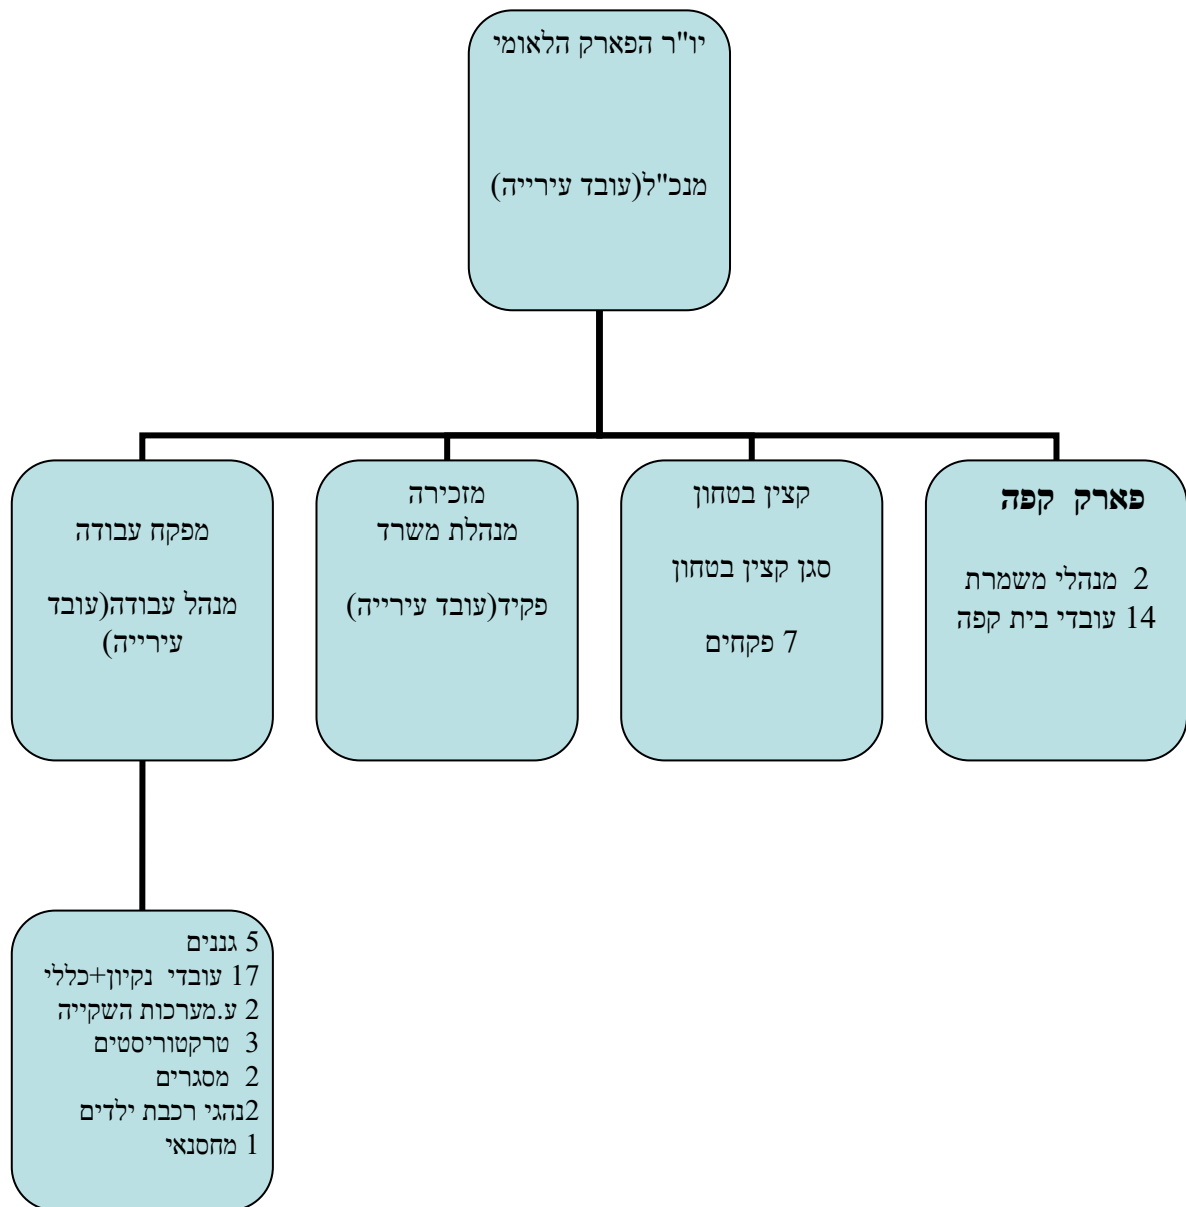 יו"ר הפארק הלאומי
מנכ"ל(עובד עירייה)
פארק קפה
2 מנהלי משמרת
14 עובדי בית קפה
קצין בטחון
סגן קצין בטחון
7 פקחים
מזכירה
מנהלת משרד
פקיד(עובד עירייה)
מפקח עבודה
מנהל עבודה(עובד
עירייה)
5 גננים
17 עובדי נקיון+כללי
2 ע.מערכות השקייה
3 טרקטוריסטים
2 מסגרים
2נהגי רכבת ילדים
1 מחסנאי